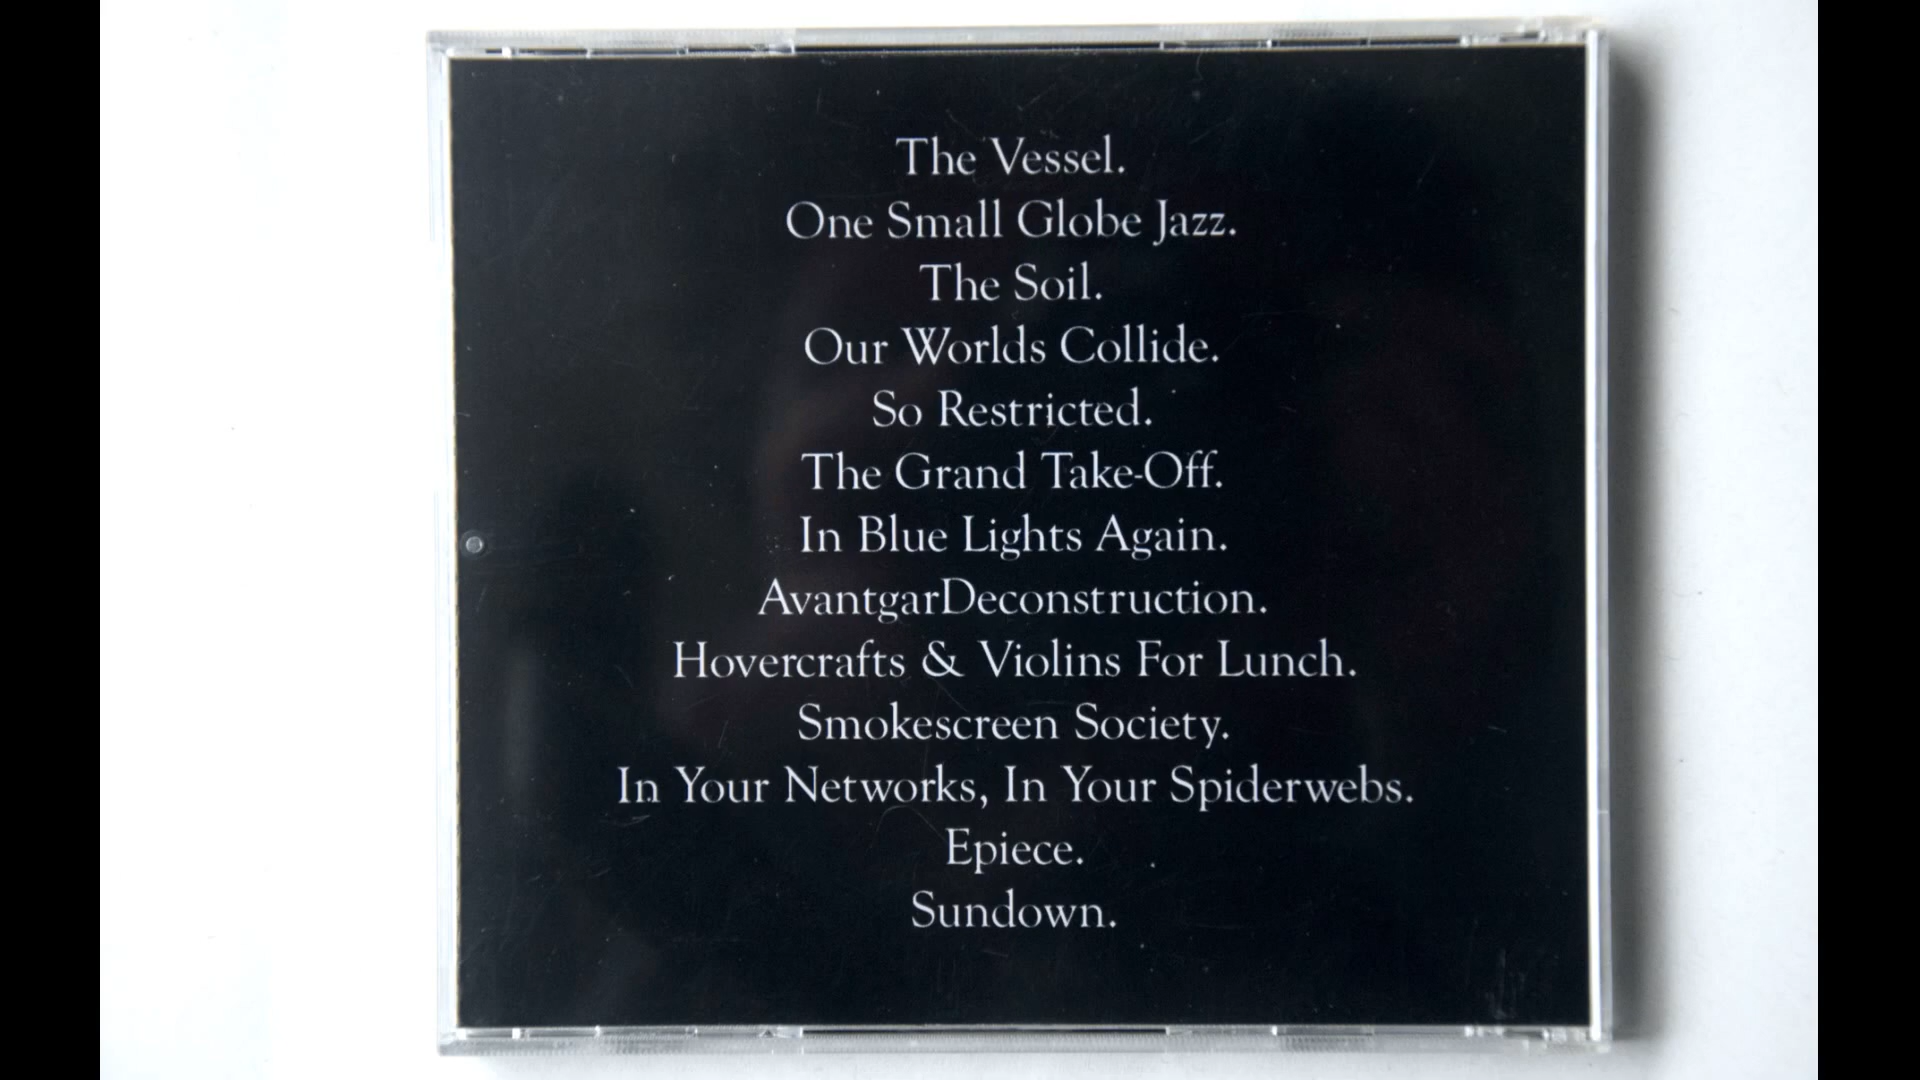 The Vessel.
One Small Globe Jazz.
The Soil.
Our Worlds Collide.
So Restricted.
The Grand Take-Off.
In Blue Lights Again.
AvantgarDeconstruction.
Hovercrafts & Violins For Lunch.
Smokescreen Society.
In Your Networks, In Your Spiderwebs.
Epiece.
Sundown.